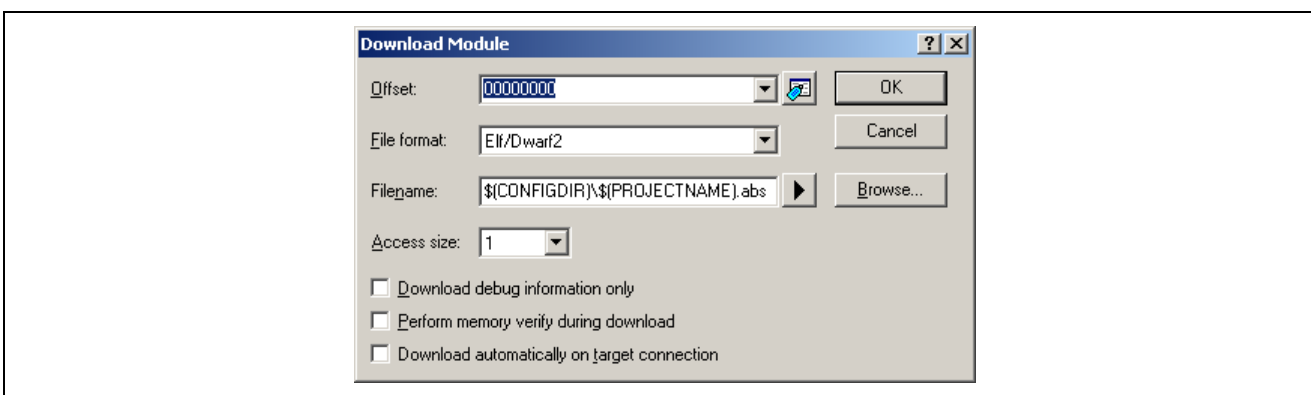 Download Module
Offset: 00000000 OK
File format: Elf/Dwarf2 Cancel
Filename: $(CONFIGDIR)\$(PROJECTNAME).abs Browse...
Access size: 1
Download debug information only
Perform memory verify during download
Download automatically on target connection